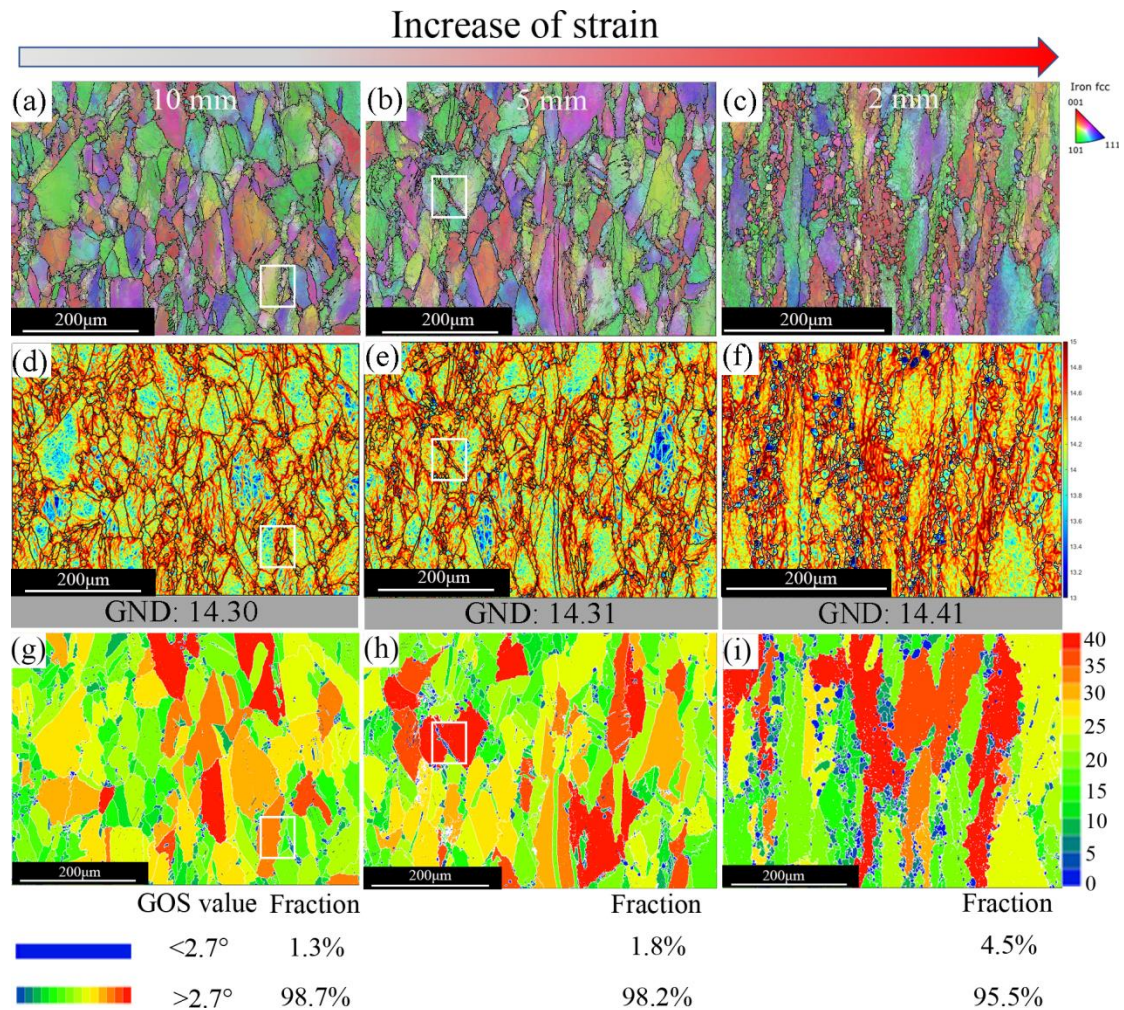 Increase of strain
(a) 10 mm (b) 5 mm (c) 2 mm
Iron fcc
001
101 111
200μm 200μm 200μm
(d) (e) (f)
15
14.8
14.6
14.4
14.2
14
13.8
13.6
13.4
13.2
13
200μm 200μm 200μm
GND: 14.30 GND: 14.31 GND: 14.41
(g) (h) (i)
40
35
30
25
20
15
10
5
0
200μm 200μm 200μm
GOS value Fraction Fraction Fraction
<2.7° 1.3% 1.8% 4.5%
>2.7° 98.7% 98.2% 95.5%